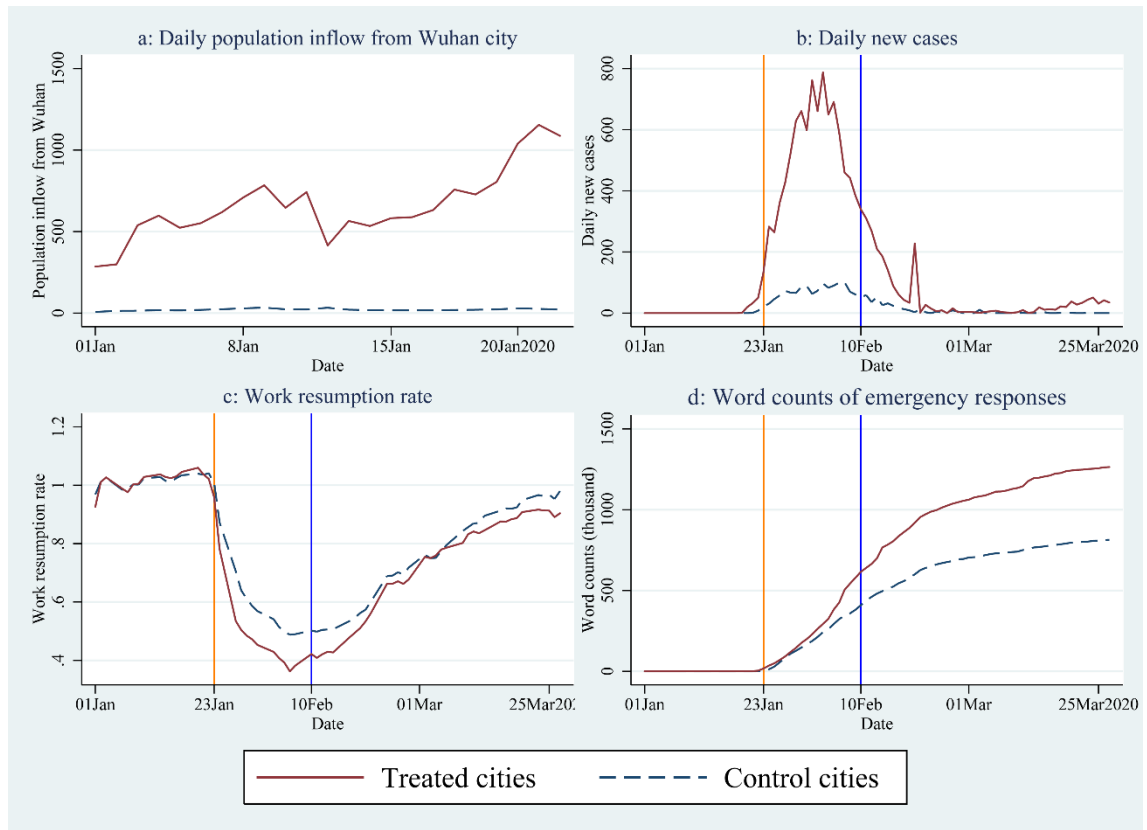 a: Daily population inflow from Wuhan city
Population inflow from Wuhan
1500
1000
500
0
01Jan
8Jan
15Jan
20Jan2020
Date
b: Daily new cases
Daily new cases
800
600
400
200
0
01Jan
23Jan
10Feb
01Mar
25Mar2020
Date
c: Work resumption rate
Work resumption rate
12
1
.8
.6
.4
01Jan
23Jan
10Feb
01Mar
25Mar202
Date
d: Word counts of emergency responses
Word counts (thousand)
1500
1000
500
0
01Jan
23Jan
10Feb
01Mar
25Mar2020
Date
Treated cities
Control cities